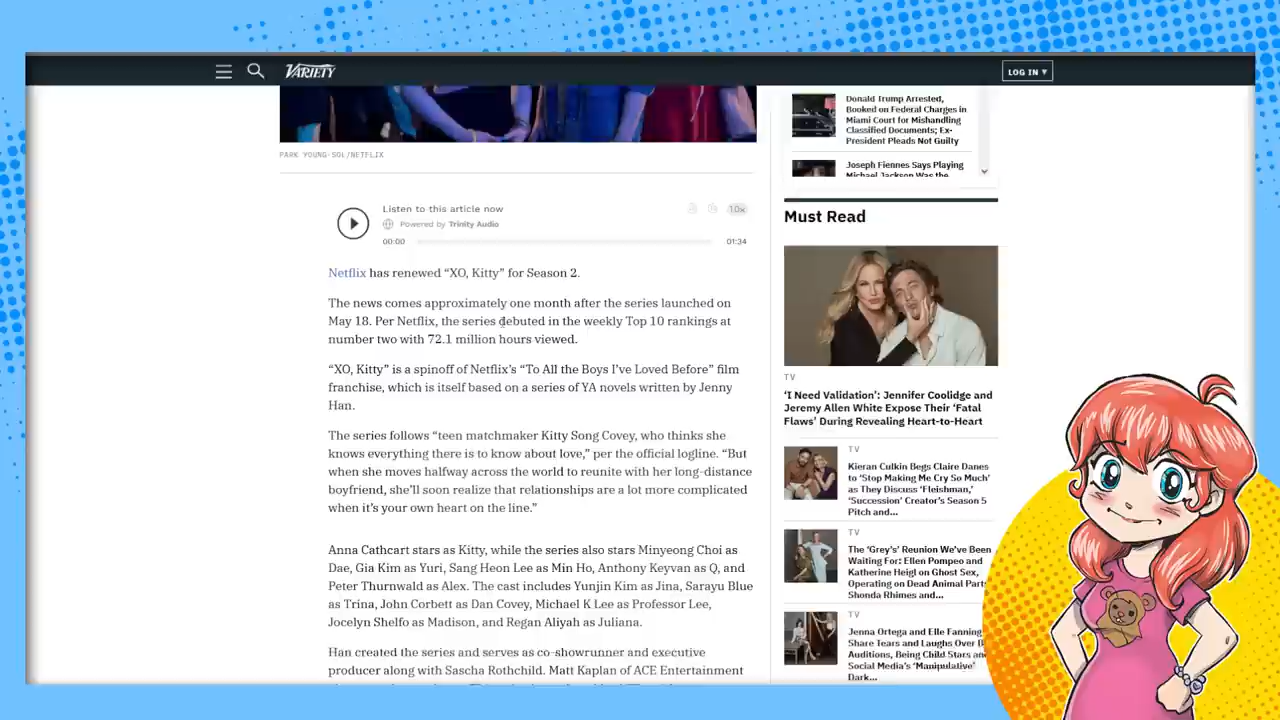 VARIETY
LOG IN ▾
PARK YOUNG-SOL/NETFLIX
Listen to this article now
1.0x
Powered by Trinity Audio
00:00
01:34
Netflix has renewed “XO, Kitty” for Season 2.
The news comes approximately one month after the series launched on
May 18. Per Netflix, the series debuted in the weekly Top 10 rankings at
number two with 72.1 million hours viewed.
“XO, Kitty” is a spinoff of Netflix’s “To All the Boys I’ve Loved Before” film
franchise, which is itself based on a series of YA novels written by Jenny
Han.
The series follows “teen matchmaker Kitty Song Covey, who thinks she
knows everything there is to know about love,” per the official logline. “But
when she moves halfway across the world to reunite with her long-distance
boyfriend, she’ll soon realize that relationships are a lot more complicated
when it’s your own heart on the line.”
Anna Cathcart stars as Kitty, while the series also stars Minyeong Choi as
Dae, Gia Kim as Yuri, Sang Heon Lee as Min Ho, Anthony Keyvan as Q, and
Peter Thurnwald as Alex. The cast includes Yunjin Kim as Jina, Sarayu Blue
as Trina, John Corbett as Dan Covey, Michael K Lee as Professor Lee,
Jocelyn Shelfo as Madison, and Regan Aliyah as Juliana.
Han created the series and serves as co-showrunner and executive
producer along with Sascha Rothchild. Matt Kaplan of ACE Entertainment
Donald Trump Arrested,
Booked on Federal Charges in
Miami Court for Mishandling
Classified Documents; Ex-
President Pleads Not Guilty
Joseph Fiennes Says Playing
Michael Jackson Was the
Must Read
TV
‘I Need Validation’: Jennifer Coolidge and
Jeremy Allen White Expose Their ‘Fatal
Flaws’ During Revealing Heart-to-Heart
TV
Kieran Culkin Begs Claire Danes
to ‘Stop Making Me Cry So Much’
as They Discuss ‘Fleishman,’
‘Succession’ Creator’s Season 5
Pitch and...
TV
The ‘Grey’s’ Reunion We’ve Been
Waiting For: Ellen Pompeo and
Katherine Heigl on Ghost Sex,
Operating on Dead Animal Parts,
Shonda Rhimes and...
TV
Jenna Ortega and Elle Fanning
Share Tears and Laughs Over
Auditions, Being Child Stars and
Social Media’s ‘Manipulative’
Dark...